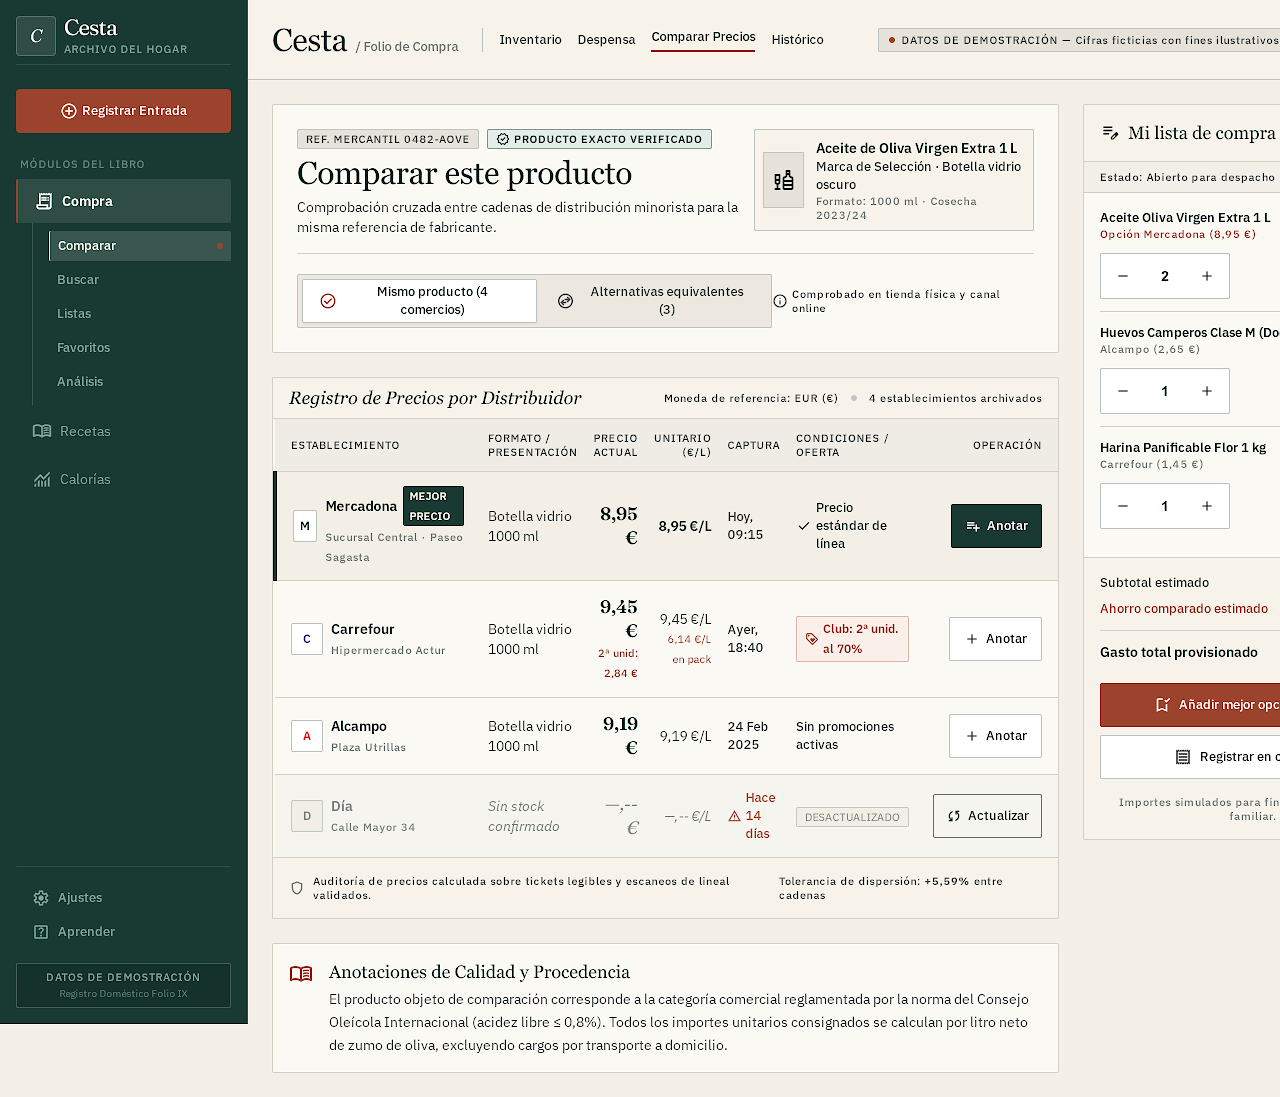 C
Cesta
ARCHIVO DEL HOGAR
Registrar Entrada
MÓDULOS DEL LIBRO
Compra
Comparar
Buscar
Listas
Favoritos
Análisis
Recetas
Calorías
Ajustes
Aprender
DATOS DE DEMOSTRACIÓN
Registro Doméstico Folio IX
Cesta / Folio de Compra
Inventario
Despensa
Comparar Precios
Histórico
DATOS DE DEMOSTRACIÓN — Cifras ficticias con fines ilustrativos
REF. MERCANTIL 0482-AOVE
PRODUCTO EXACTO VERIFICADO
Comparar este producto
Comprobación cruzada entre cadenas de distribución minorista para la
misma referencia de fabricante.
Aceite de Oliva Virgen Extra 1 L
Marca de Selección · Botella vidrio
oscuro
Formato: 1000 ml · Cosecha
2023/24
Mismo producto (4
comercios)
Alternativas equivalentes
(3)
Comprobado en tienda física y canal
online
Registro de Precios por Distribuidor
Moneda de referencia: EUR (€)
4 establecimientos archivados
ESTABLECIMIENTO
FORMATO /
PRESENTACIÓN
PRECIO
ACTUAL
UNITARIO
(€/L)
CAPTURA
CONDICIONES /
OFERTA
OPERACIÓN
M
Mercadona
MEJOR
PRECIO
Sucursal Central · Paseo
Sagasta
Botella vidrio
1000 ml
8,95
€
8,95 €/L
Hoy,
09:15
Precio
estándar de
línea
Anotar
C
Carrefour
Hipermercado Actur
Botella vidrio
1000 ml
9,45
€
2ª unid:
2,84 €
9,45 €/L
6,14 €/L
en pack
Ayer,
18:40
Club: 2ª unid.
al 70%
Anotar
A
Alcampo
Plaza Utrillas
Botella vidrio
1000 ml
9,19
€
9,19 €/L
24 Feb
2025
Sin promociones
activas
Anotar
D
Día
Calle Mayor 34
Sin stock
confirmado
—,--
€
—,-- €/L
Hace
14
días
DESACTUALIZADO
Actualizar
Auditoría de precios calculada sobre tickets legibles y escaneos de lineal
validados.
Tolerancia de dispersión: +5,59% entre
cadenas
Anotaciones de Calidad y Procedencia
El producto objeto de comparación corresponde a la categoría comercial reglamentada por la norma del Consejo
Oleícola Internacional (acidez libre ≤ 0,8%). Todos los importes unitarios consignados se calculan por litro neto
de zumo de oliva, excluyendo cargos por transporte a domicilio.
Mi lista de compra
Estado: Abierto para despacho
Aceite Oliva Virgen Extra 1 L
Opción Mercadona (8,95 €)
− 2 +
Huevos Camperos Clase M (Do
Alcampo (2,65 €)
− 1 +
Harina Panificable Flor 1 kg
Carrefour (1,45 €)
− 1 +
Subtotal estimado
Ahorro comparado estimado
Gasto total provisionado
Añadir mejor opc
Registrar en
Importes simulados para fin
familiar.